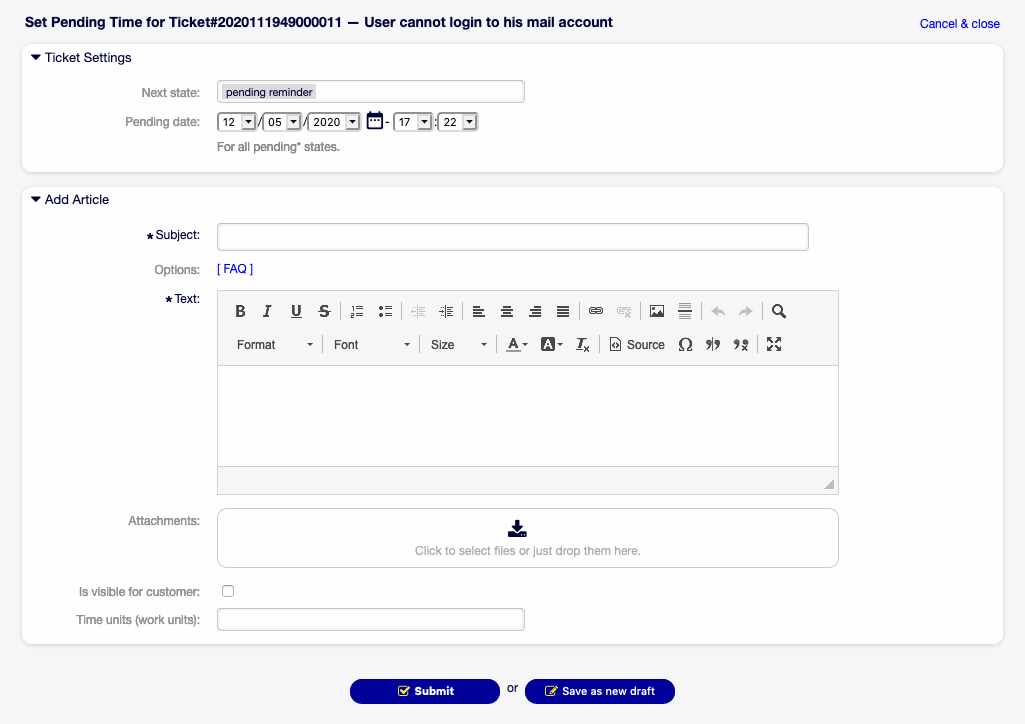 Set Pending Time for Ticket#2020111949000011 — User cannot login to his mail account
Cancel & close
Ticket Settings
Next state: pending reminder
Pending date: 12 / 05 / 2020 - 17 : 22
For all pending* states.
Add Article
* Subject:
Options: [ FAQ ]
* Text:
B I U S
Format Font Size A A Tx Source Ω
Attachments:
Click to select files or just drop them here.
Is visible for customer:
Time units (work units):
Submit or Save as new draft